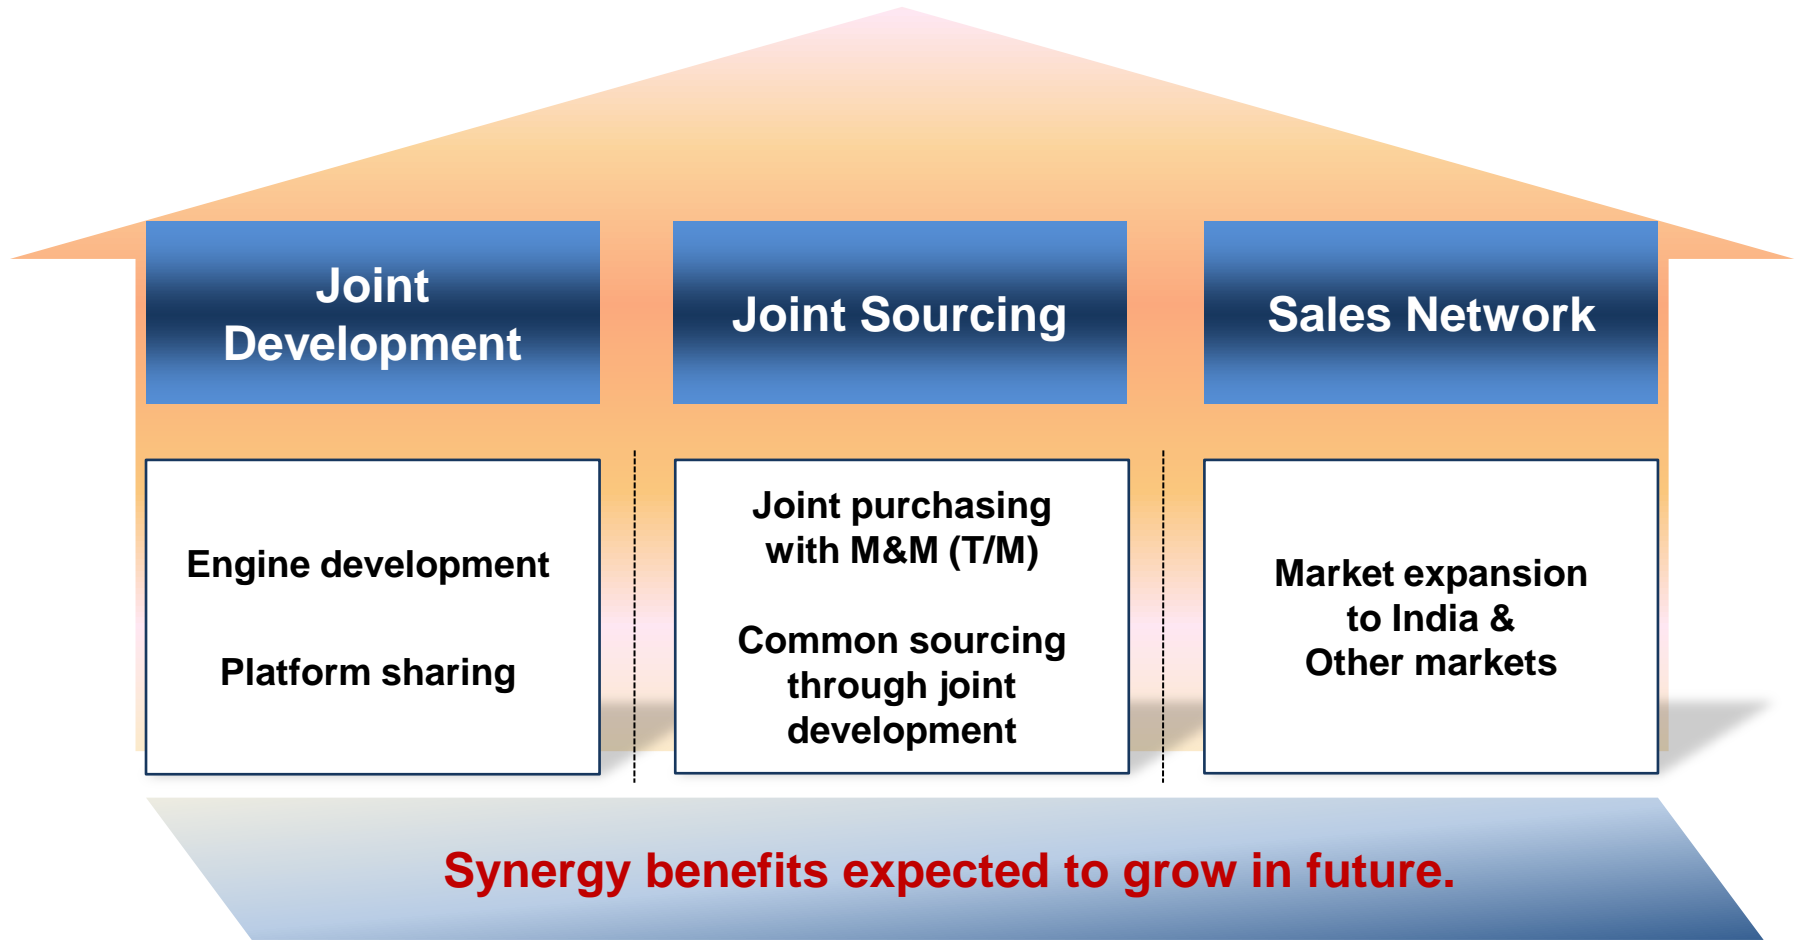 Joint
Development
Joint Sourcing
Sales Network
Engine development
Platform sharing
Joint purchasing
with M&M (T/M)
Common sourcing
through joint
development
Market expansion
to India &
Other markets
Synergy benefits expected to grow in future.